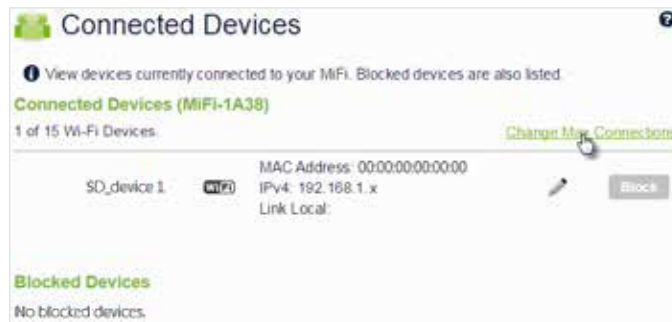 Connected Devices
View devices currently connected to your MiFi. Blocked devices are also listed.
Connected Devices (MiFi-1A38)
1 of 15 Wi-Fi Devices.
Change Max Connections
SD_device 1
WiFi
MAC Address: 00:00:00:00:00:00
IPv4: 192.168.1.x
Link Local:
Block
Blocked Devices
No blocked devices.